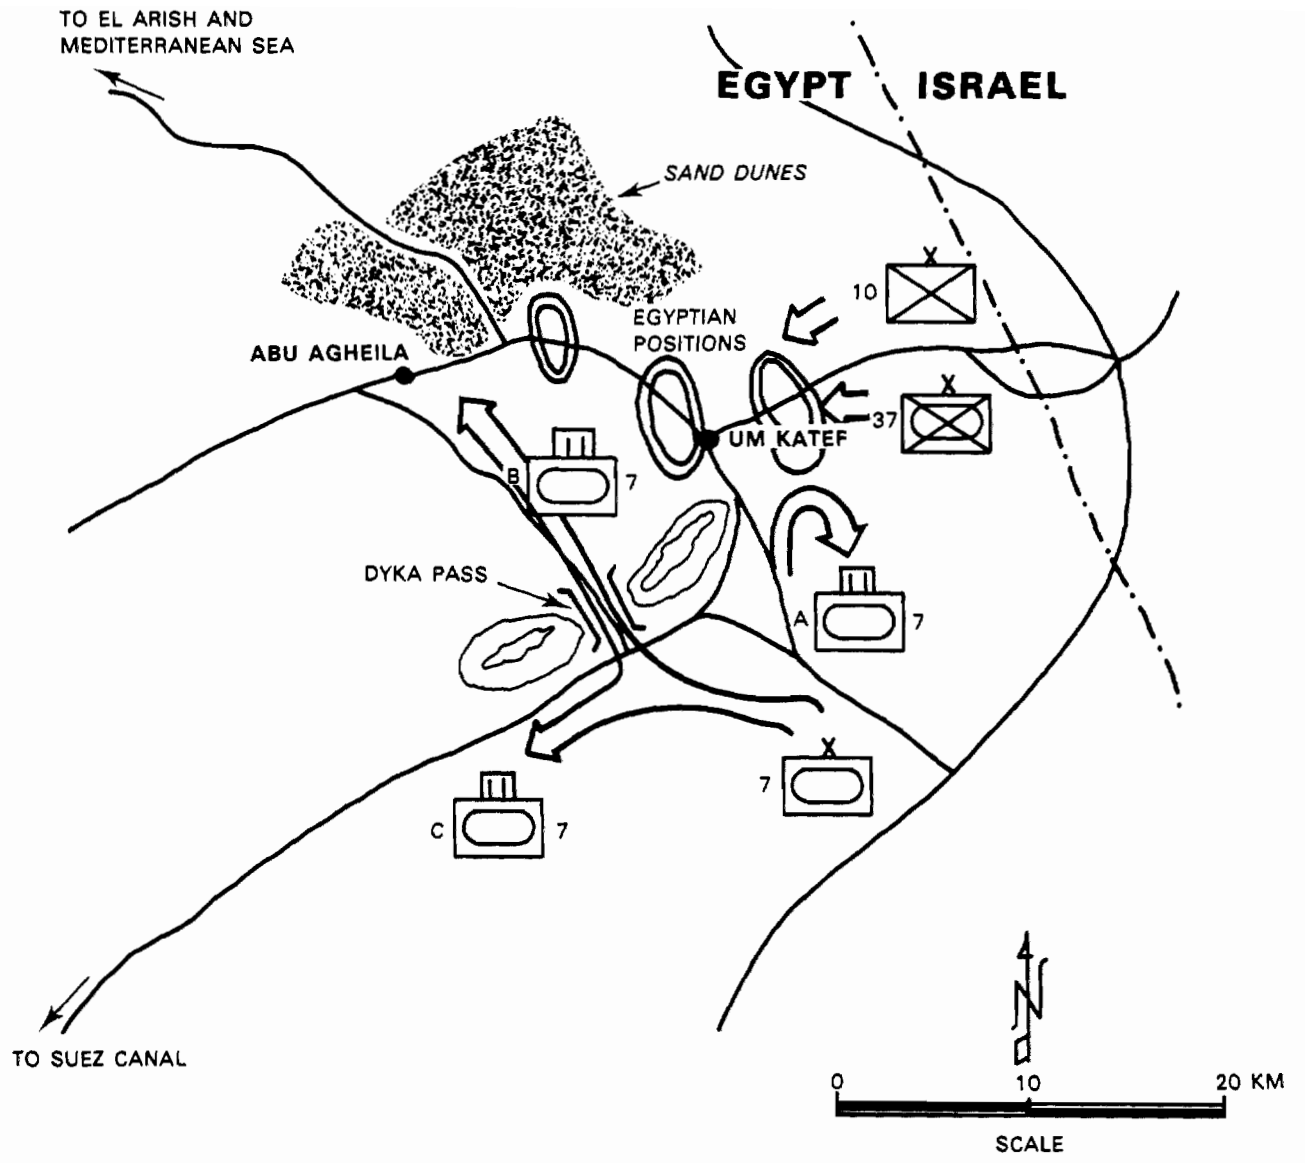 TO EL ARISH AND
MEDITERRANEAN SEA
EGYPT ISRAEL
SAND DUNES
X
10
EGYPTIAN
POSITIONS
ABU AGHEILA
X
37
UM KATEF
B
7
DYKA PASS
A
7
X
7
C
7
N
TO SUEZ CANAL
0 10 20 KM
SCALE